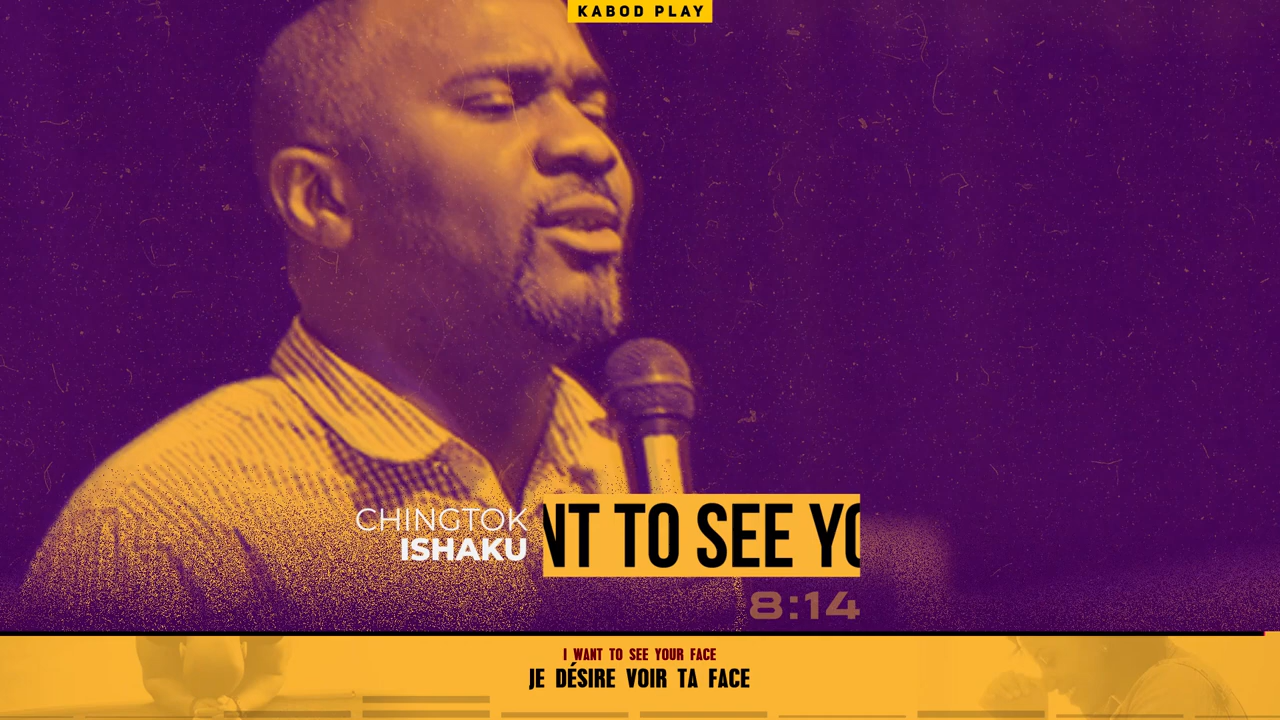 KABOD PLAY
CHINGTOK
ISHAKU
NT TO SEE YO
8:14
I WANT TO SEE YOUR FACE
JE DÉSIRE VOIR TA FACE